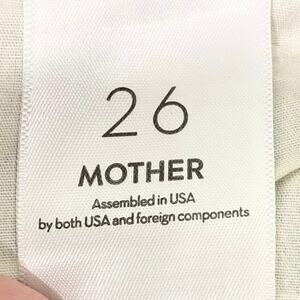 26
MOTHER
Assembled in USA
by both USA and foreign components